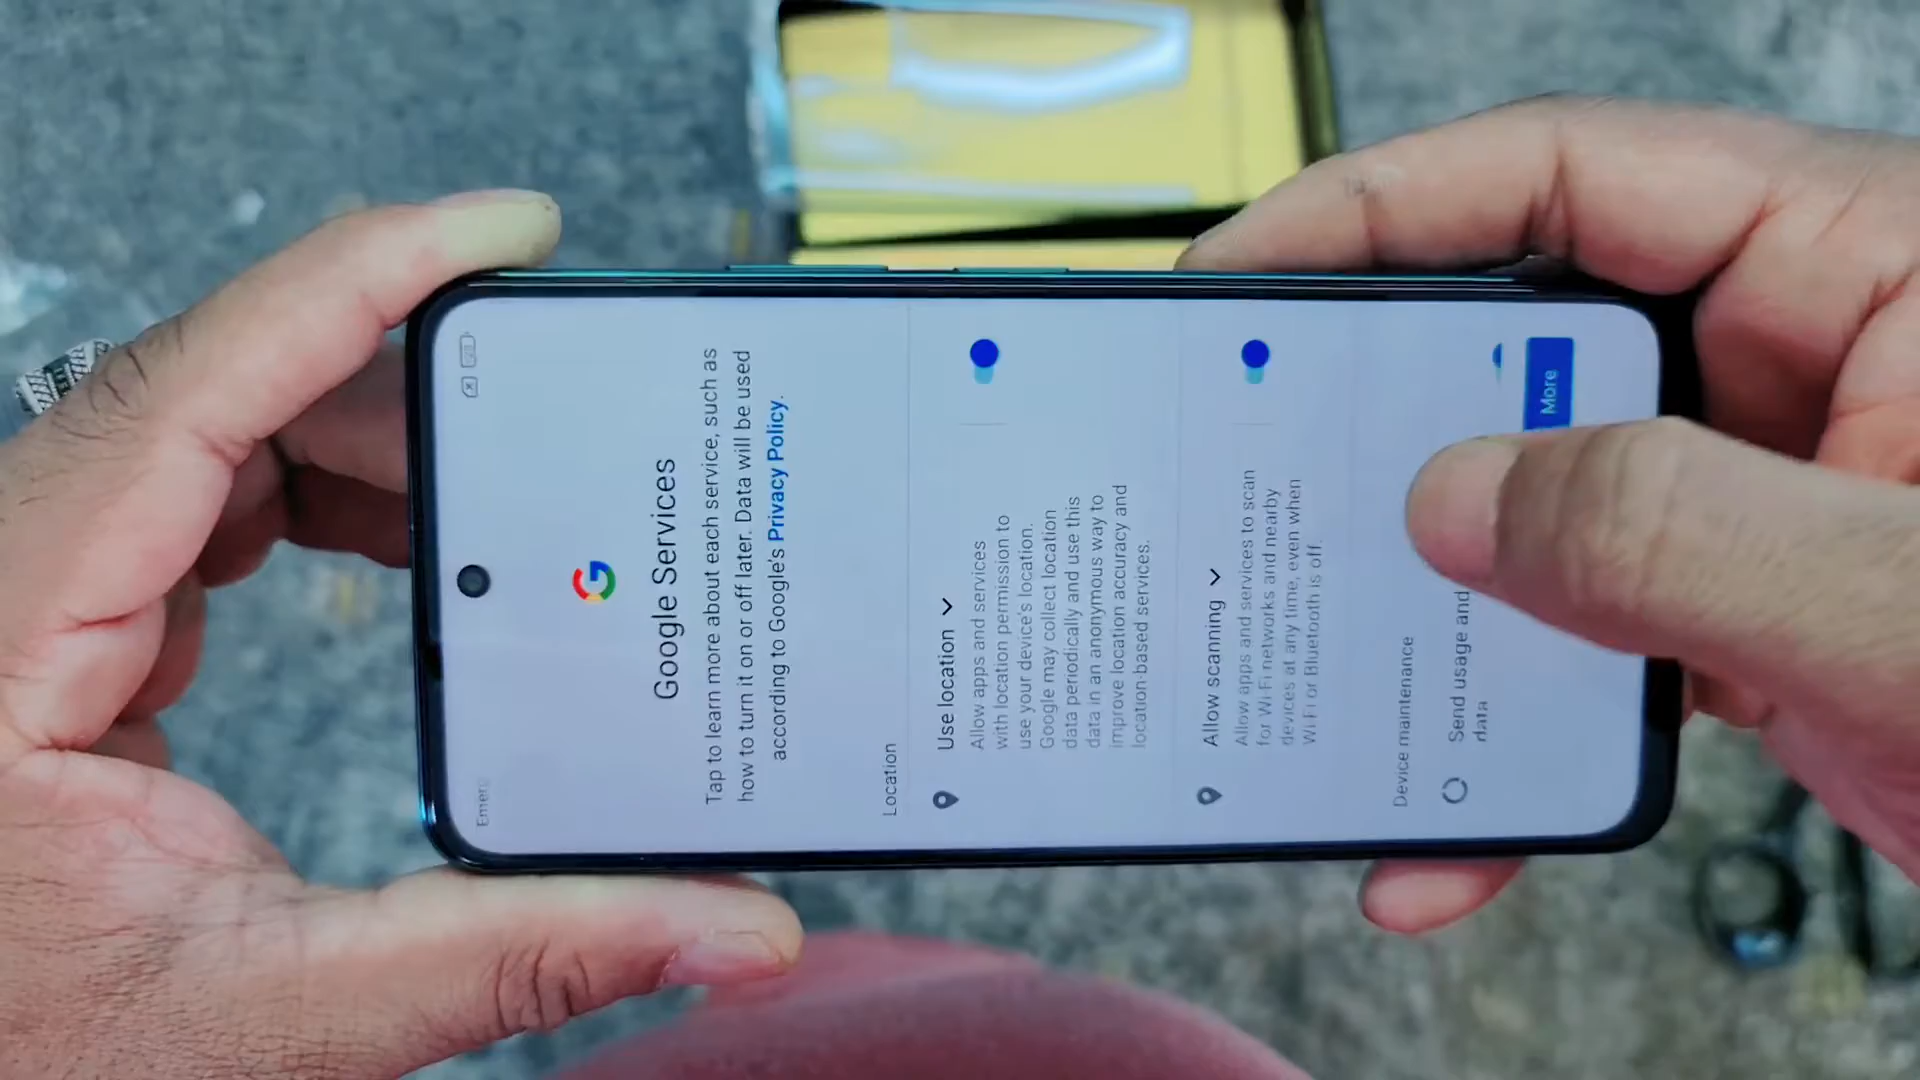 Google Services
Tap to learn more about each service, such as
how to turn it on or off later. Data will be used
according to Google's Privacy Policy.
Location
Use location
Allow apps and services
with location permission to
use your device's location.
Google may collect location
data periodically and use this
data in an anonymous way to
improve location accuracy and
location-based services.
Allow scanning
Allow apps and services to scan
for Wi-Fi networks and nearby
devices at any time, even when
Wi-Fi or Bluetooth is off.
Device maintenance
Send usage and
data
More